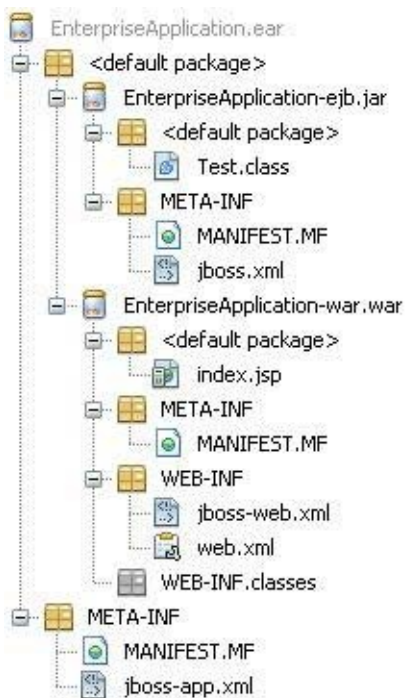 EnterpriseApplication.ear
<default package>
EnterpriseApplication-ejb.jar
<default package>
Test.class
META-INF
MANIFEST.MF
jboss.xml
EnterpriseApplication-war.war
<default package>
index.jsp
META-INF
MANIFEST.MF
WEB-INF
jboss-web.xml
web.xml
WEB-INF.classes
META-INF
MANIFEST.MF
jboss-app.xml